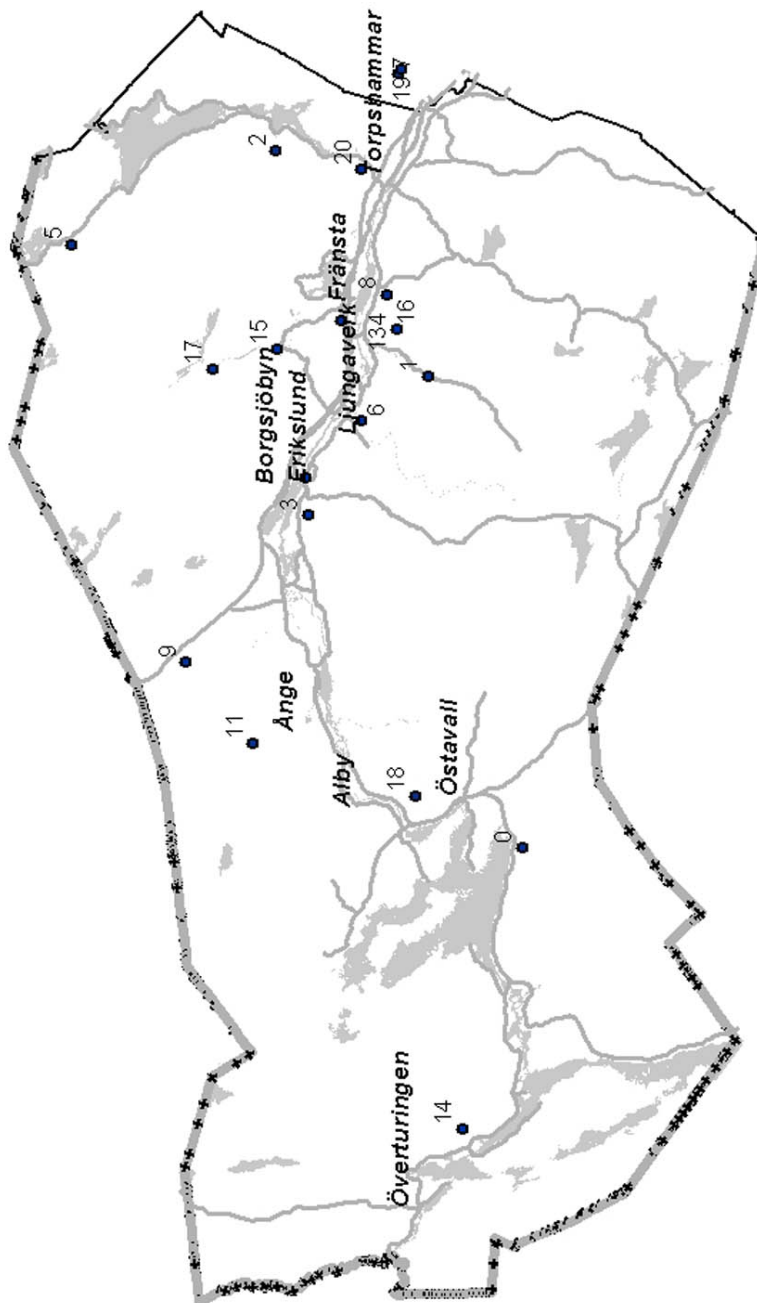 5
2
20
Torpshammar
197
17
15
Borgsjöbyn
Erikslund
Ljungaverk
Fränsta
8
134
16
1
6
3
9
11
Ånge
Alby
18
Östavall
0
Överturingen
14